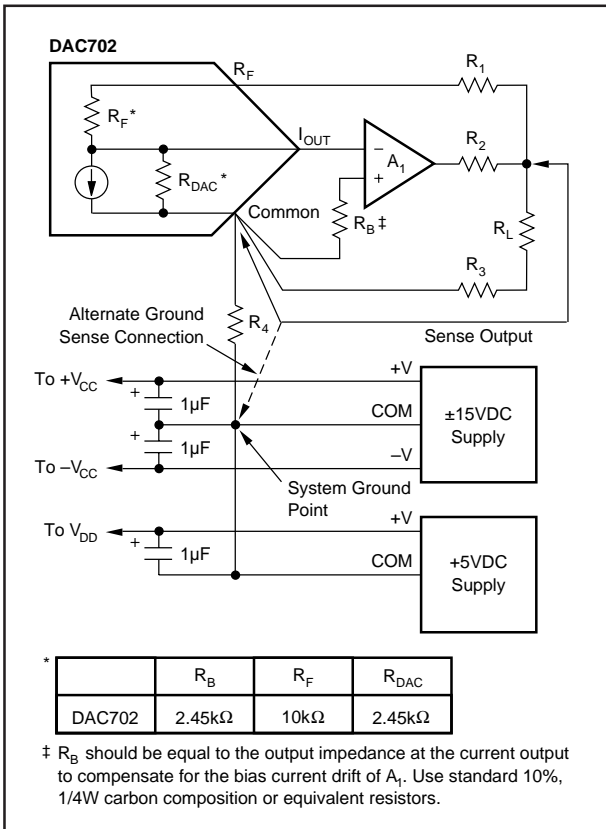 DAC702
R_F
R_1
R_F*
I_OUT
R_2
−
A_1
+
R_DAC*
Common
R_B‡
R_L
R_3
Alternate Ground
Sense Connection
R_4
Sense Output
To +V_CC
+V
+
1µF
COM
±15VDC
Supply
+
1µF
To –V_CC
–V
System Ground
Point
To V_DD
+V
+
1µF
COM
+5VDC
Supply
*
R_B R_F R_DAC
DAC702 2.45kΩ 10kΩ 2.45kΩ
‡ R_B should be equal to the output impedance at the current output
to compensate for the bias current drift of A_1. Use standard 10%,
1/4W carbon composition or equivalent resistors.